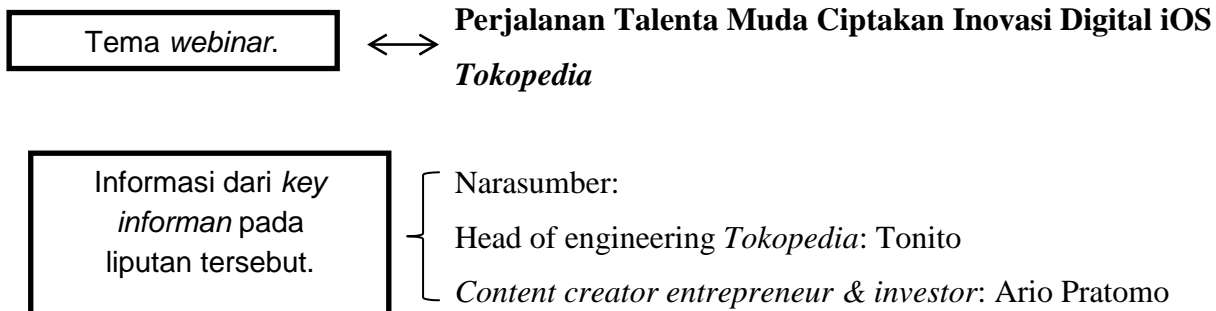 Tema webinar.
Perjalanan Talenta Muda Ciptakan Inovasi Digital iOS
Tokopedia
Informasi dari key
informan pada
liputan tersebut.
Narasumber:
Head of engineering Tokopedia: Tonito
Content creator entrepreneur & investor: Ario Pratomo